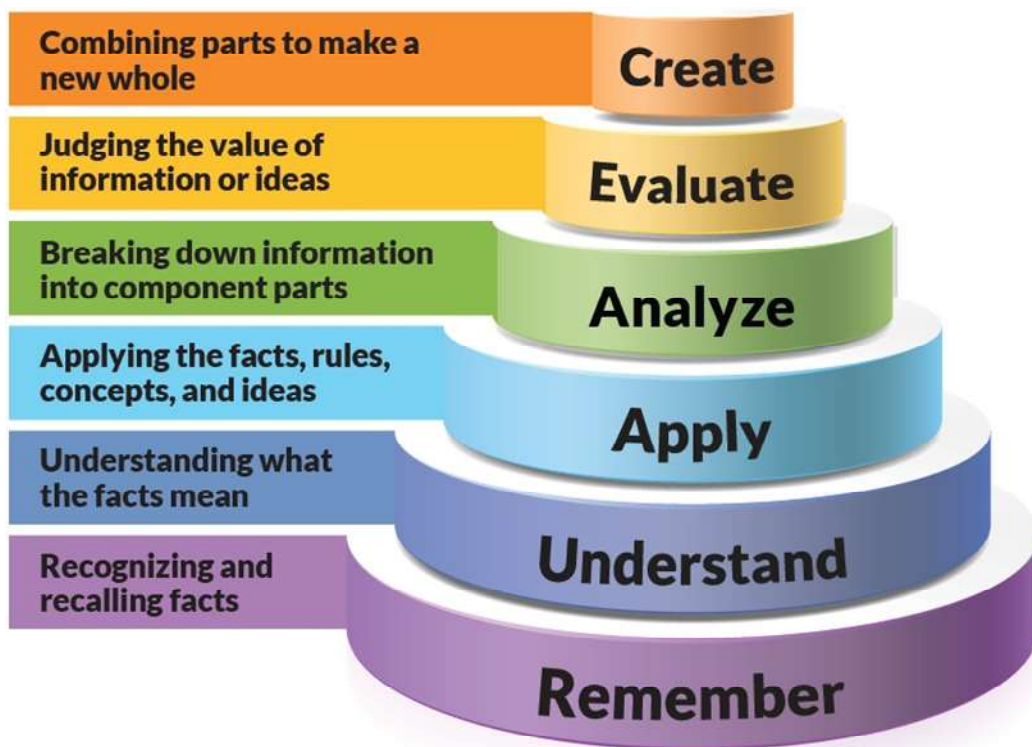 Combining parts to make a
new whole
Create
Judging the value of
information or ideas
Evaluate
Breaking down information
into component parts
Analyze
Applying the facts, rules,
concepts, and ideas
Apply
Understanding what
the facts mean
Understand
Recognizing and
recalling facts
Remember